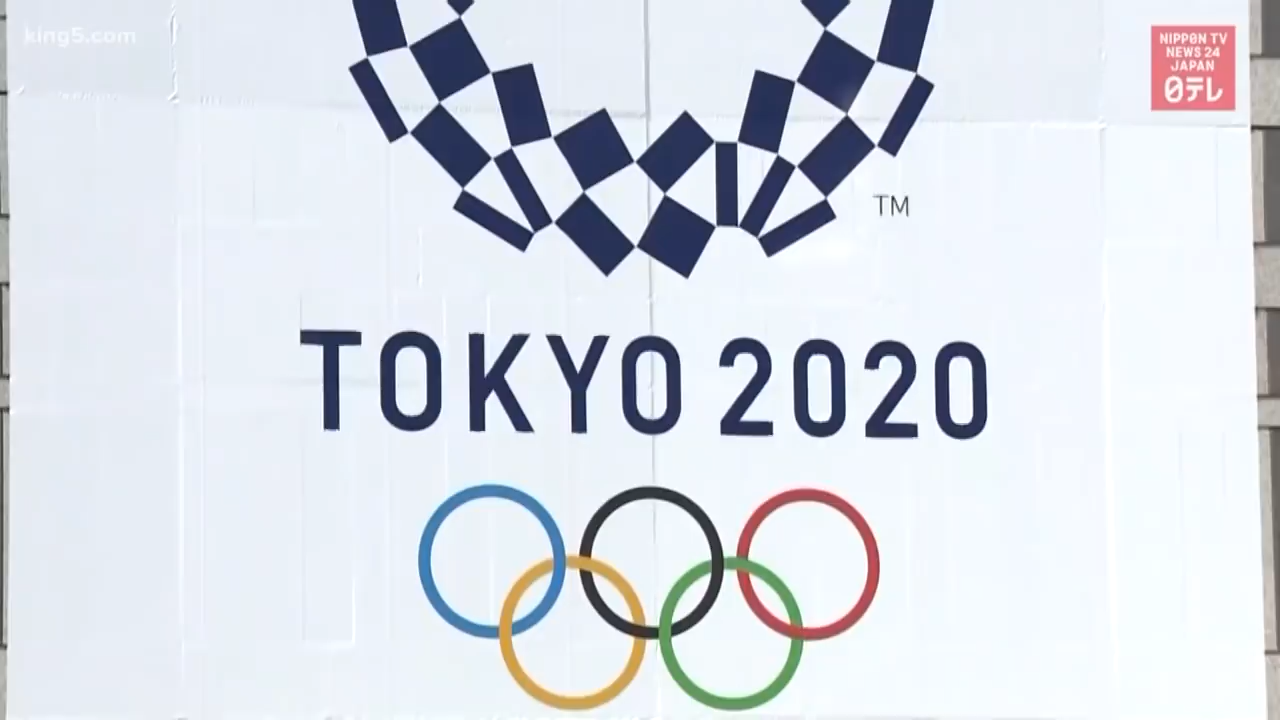 king5.com
NIPPON TV
NEWS 24
JAPAN
日テレ
TM
TOKYO 2020